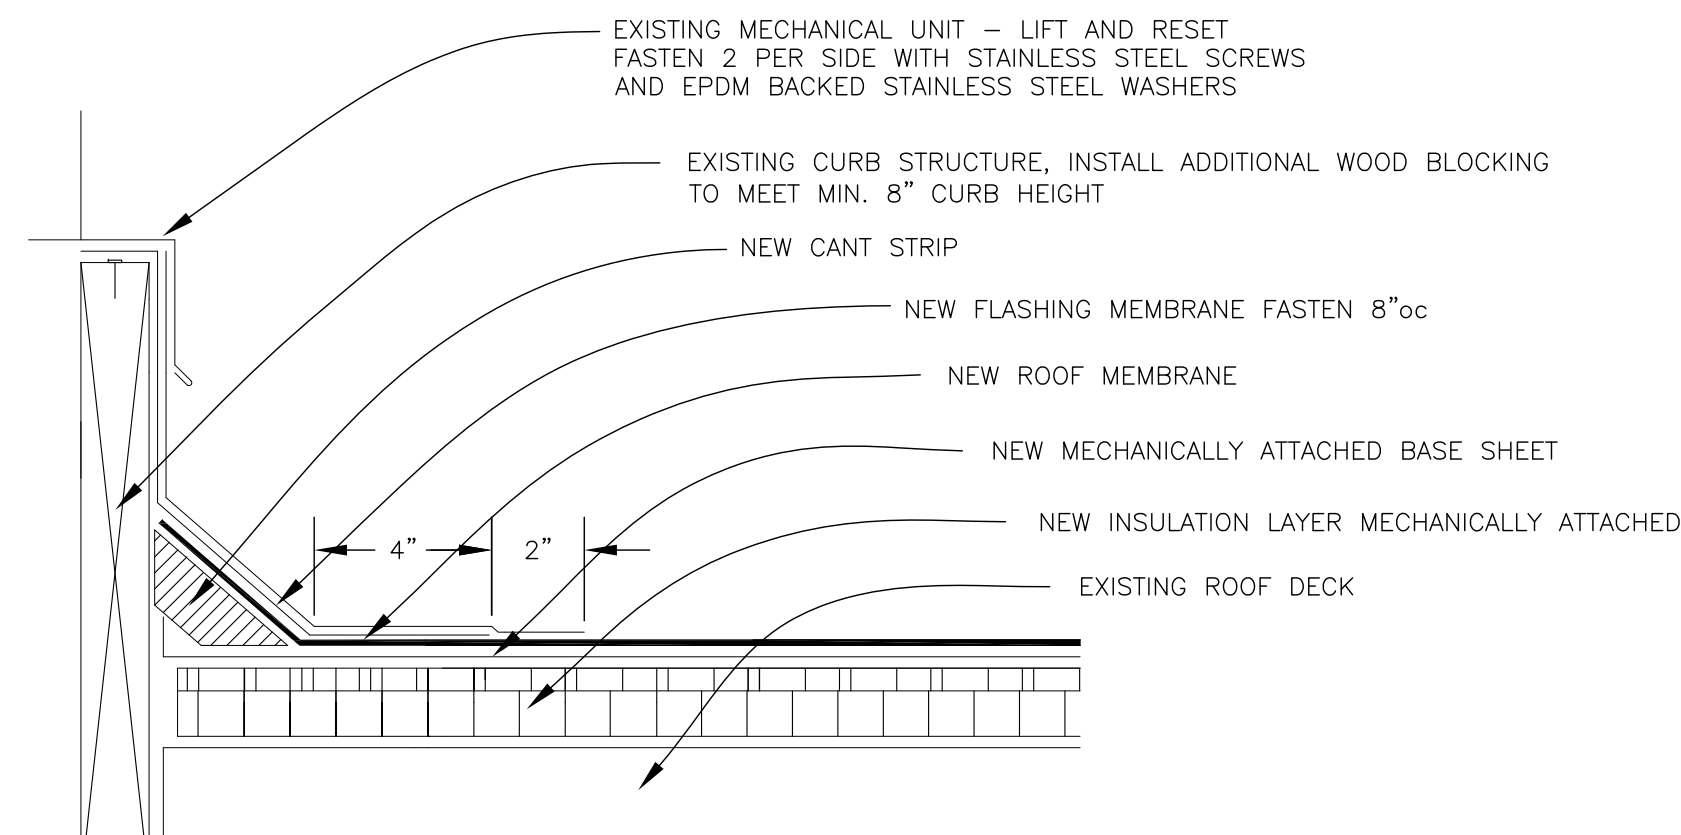 EXISTING MECHANICAL UNIT – LIFT AND RESET
FASTEN 2 PER SIDE WITH STAINLESS STEEL SCREWS
AND EPDM BACKED STAINLESS STEEL WASHERS
EXISTING CURB STRUCTURE, INSTALL ADDITIONAL WOOD BLOCKING
TO MEET MIN. 8" CURB HEIGHT
NEW CANT STRIP
NEW FLASHING MEMBRANE FASTEN 8"oc
NEW ROOF MEMBRANE
NEW MECHANICALLY ATTACHED BASE SHEET
NEW INSULATION LAYER MECHANICALLY ATTACHED
4" 2"
EXISTING ROOF DECK